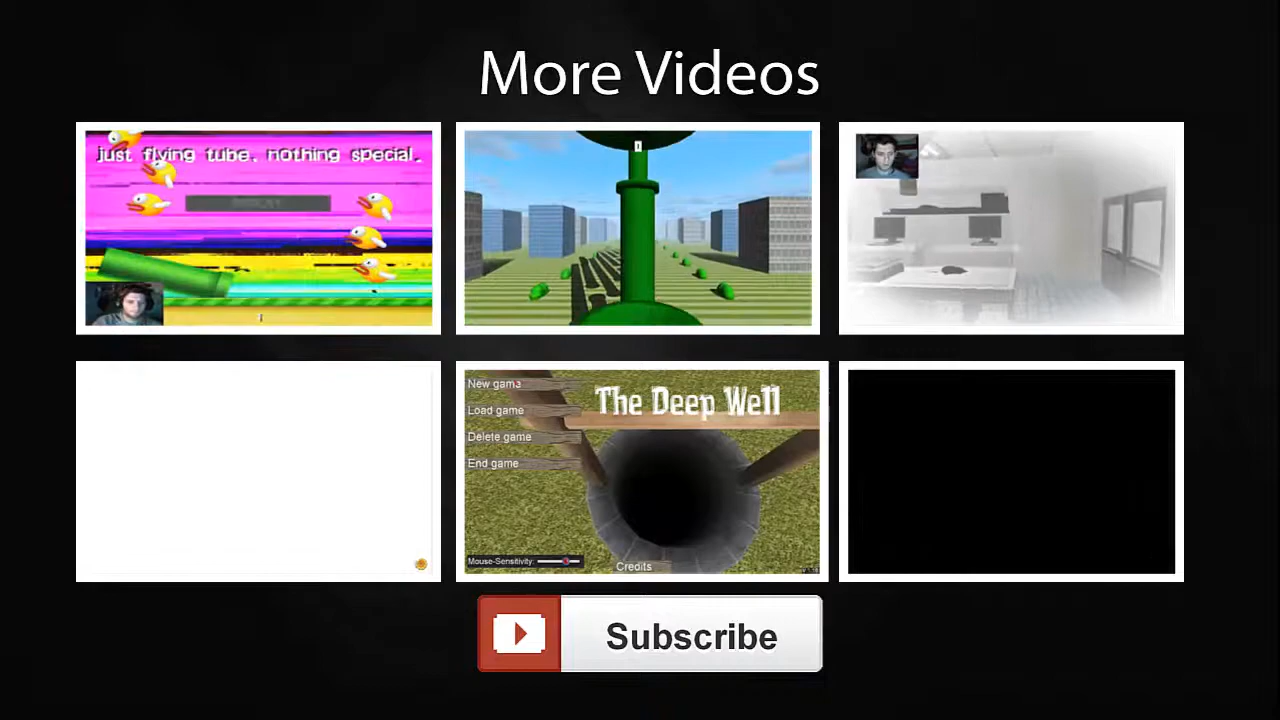 More Videos
just flying tube. nothing special.
0
New game
Load game
The Deep Well
Delete game
End game
Mouse-Sensitivity:
Credits
Subscribe